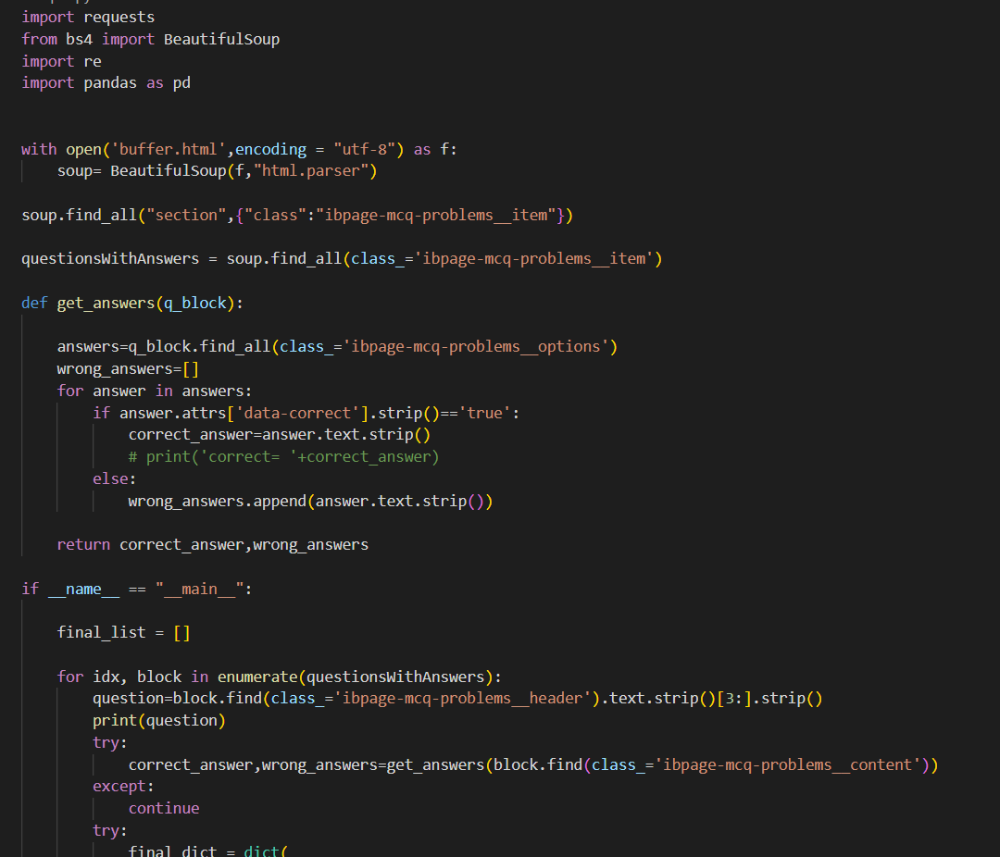 import requests
from bs4 import BeautifulSoup
import re
import pandas as pd
with open('buffer.html',encoding = "utf-8") as f:
    soup= BeautifulSoup(f,"html.parser")
soup.find_all("section",{"class":"ibpage-mcq-problems__item"})
questionsWithAnswers = soup.find_all(class_='ibpage-mcq-problems__item')
def get_answers(q_block):
    answers=q_block.find_all(class_='ibpage-mcq-problems__options')
    wrong_answers=[]
    for answer in answers:
        if answer.attrs['data-correct'].strip()=='true':
            correct_answer=answer.text.strip()
            # print('correct= '+correct_answer)
        else:
            wrong_answers.append(answer.text.strip())
    return correct_answer,wrong_answers
if __name__ == "__main__":
    final_list = []
    for idx, block in enumerate(questionsWithAnswers):
        question=block.find(class_='ibpage-mcq-problems__header').text.strip()[3:].strip()
        print(question)
        try:
            correct_answer,wrong_answers=get_answers(block.find(class_='ibpage-mcq-problems__content'))
        except:
            continue
        try:
            final_dict = dict(